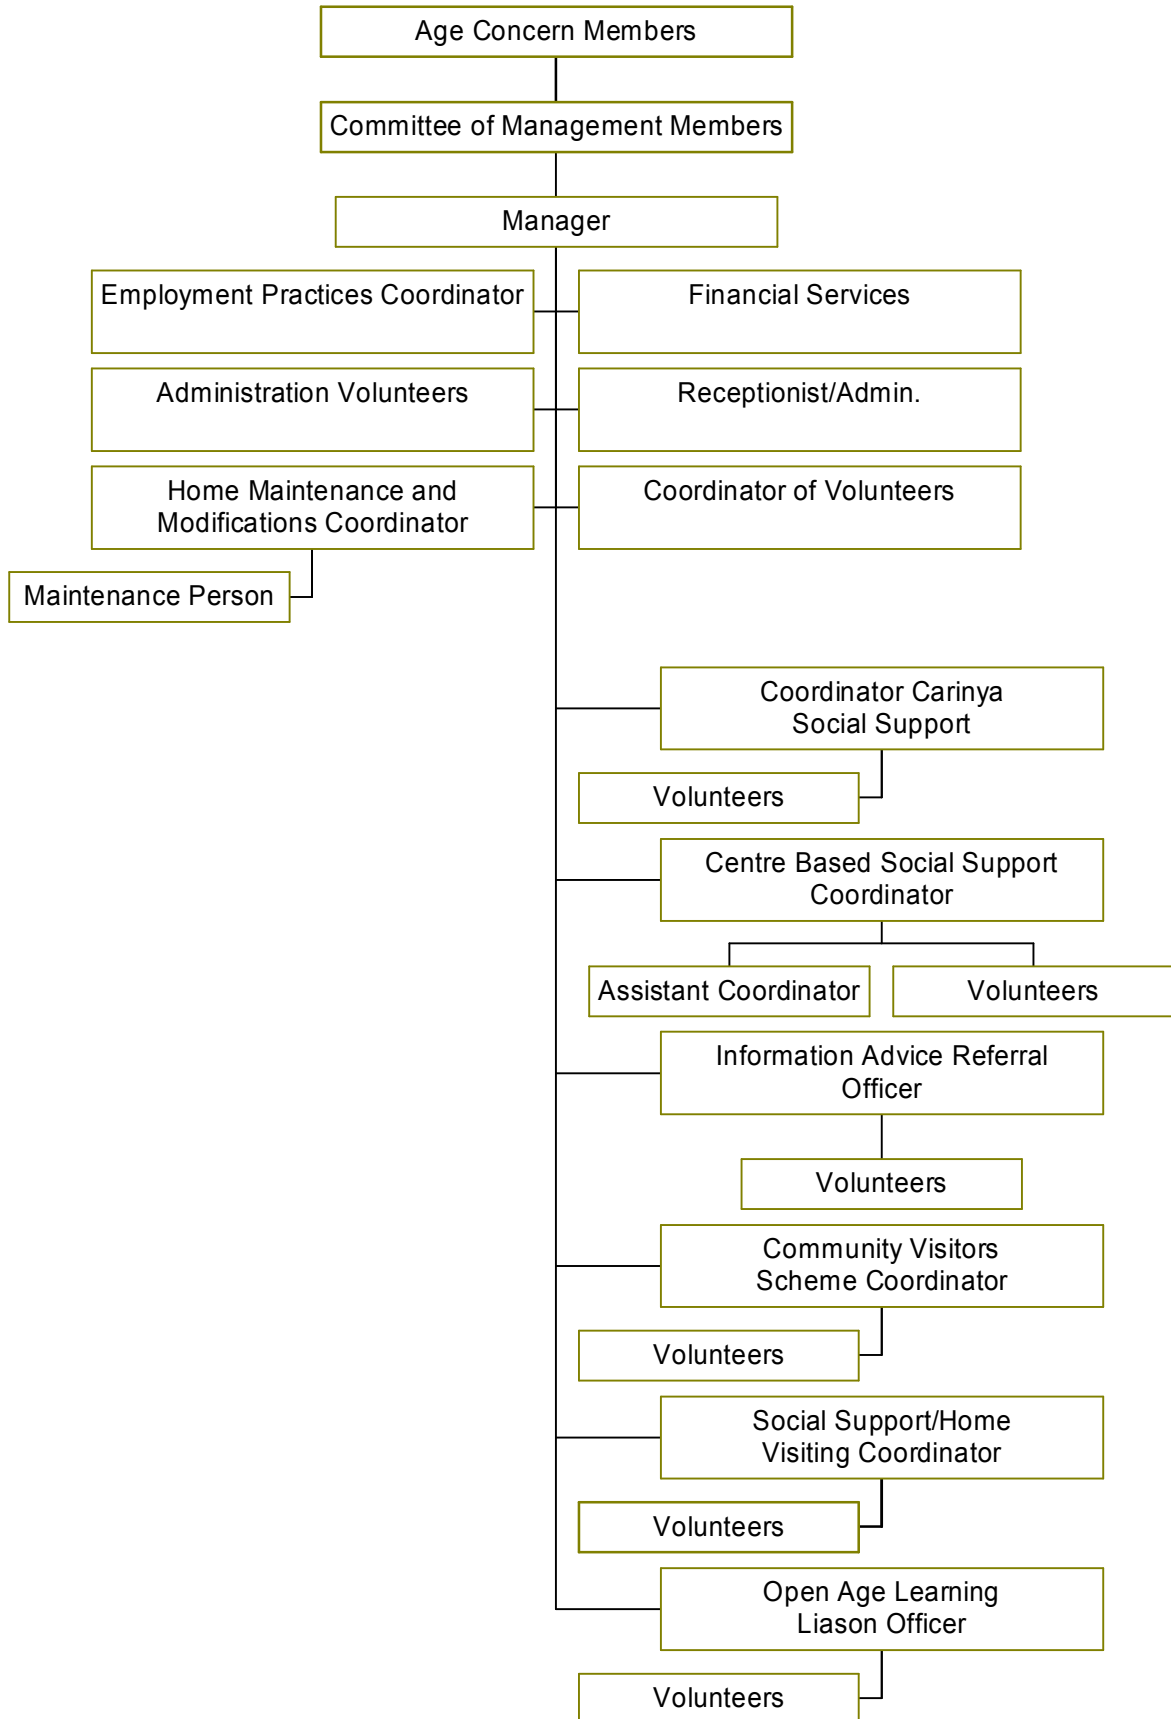 Age Concern Members
Committee of Management Members
Manager
Employment Practices Coordinator
Financial Services
Administration Volunteers
Receptionist/Admin.
Home Maintenance and
Modifications Coordinator
Coordinator of Volunteers
Maintenance Person
Coordinator Carinya
Social Support
Volunteers
Centre Based Social Support
Coordinator
Assistant Coordinator
Volunteers
Information Advice Referral
Officer
Volunteers
Community Visitors
Scheme Coordinator
Volunteers
Social Support/Home
Visiting Coordinator
Volunteers
Open Age Learning
Liason Officer
Volunteers